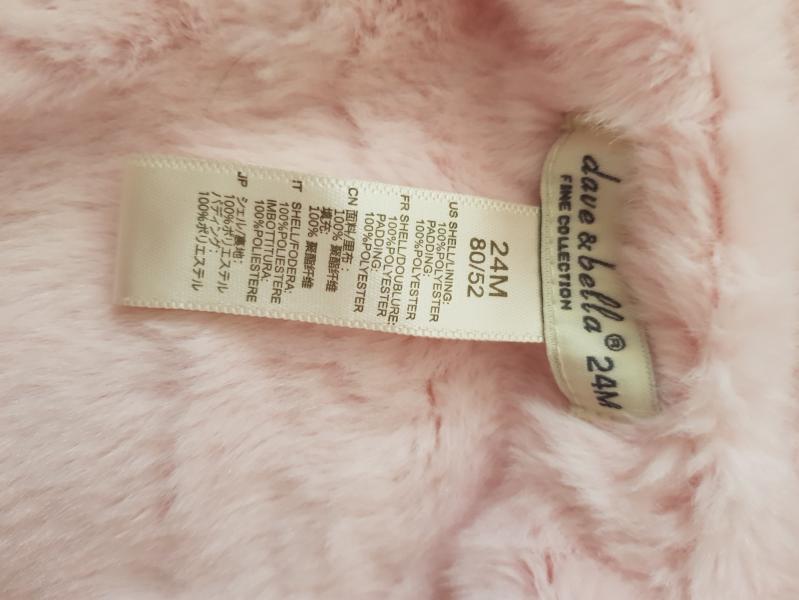 dave & bella® 24M
FINE COLLECTION
24M
80/52
US SHELL/LINING:
100%POLYESTER
PADDING:
100%POLYESTER
FR SHELL/DOUBLURE:
100%POLYESTER
PADDING:
100%POLYESTER
CN 面料/里布:
100% 聚酯纤维
填充:
100% 聚酯纤维
IT SHELL/FODERA:
100%POLIESTERE
IMBOTTITURA:
100%POLIESTERE
JP シェル/裏地:
100%ポリエステル
パディング:
100%ポリエステル